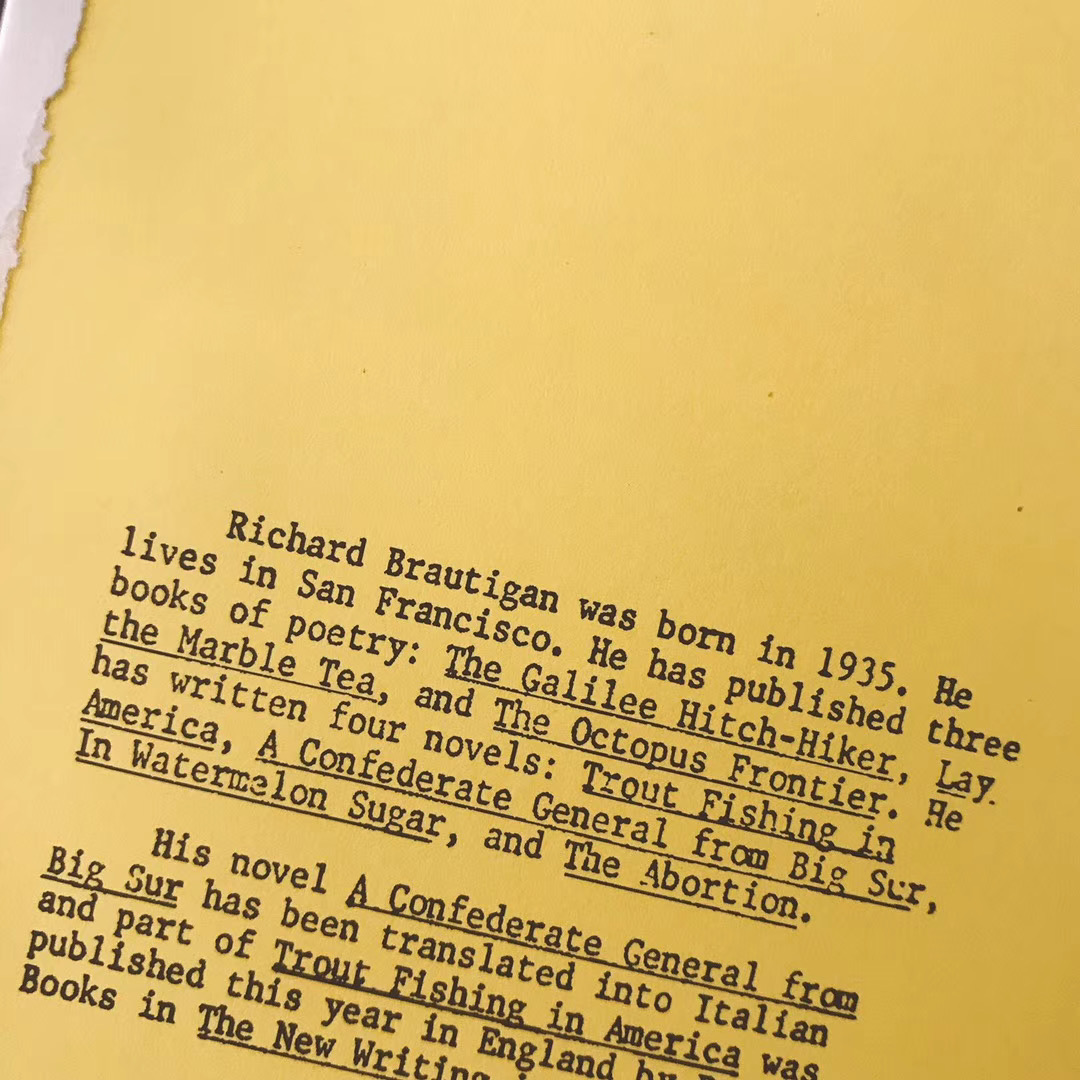 Richard Brautigan was born in 1935. He
lives in San Francisco. He has published three
books of poetry: The Galilee Hitch-Hiker, Lay
the Marble Tea, and The Octopus Frontier. He
has written four novels: Trout Fishing in
America, A Confederate General from Big Sur,
In Watermelon Sugar, and The Abortion.
His novel A Confederate General from
Big Sur has been translated into Italian
and part of Trout Fishing in America was
published this year in England by
Books in The New Writing